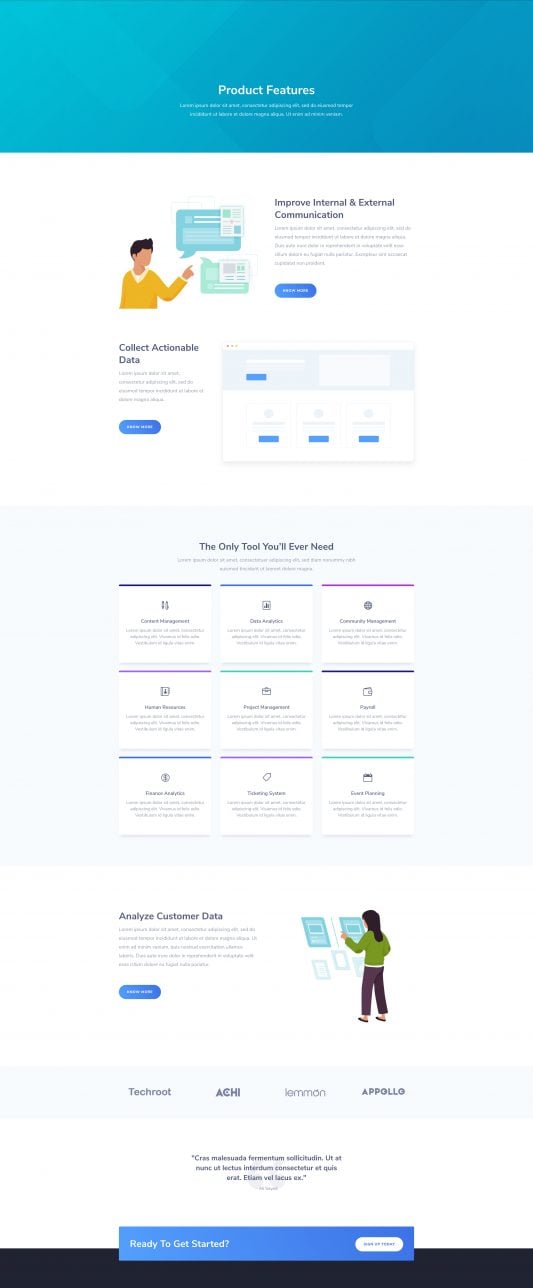 Product Features
Lorem ipsum dolor sit amet, consectetur adipiscing elit, sed do eiusmod tempor
incididunt ut labore et dolore magna aliqua. Ut enim ad minim veniam.
Improve Internal & External
Communication
Lorem ipsum dolor sit amet, consectetur adipiscing elit, sed do
eiusmod tempor incididunt ut labore et dolore magna aliqua.
Duis aute irure dolor in reprehenderit in voluptate velit esse
cillum dolore eu fugiat nulla pariatur. Excepteur sint occaecat
cupidatat non proident.
KNOW MORE
Collect Actionable
Data
Lorem ipsum dolor sit amet,
consectetur adipiscing elit, sed do
eiusmod tempor incididunt ut labore et
dolore magna aliqua.
KNOW MORE
The Only Tool You'll Ever Need
Lorem ipsum dolor sit amet, consectetuer adipiscing elit, sed diam nonummy nibh
euismod tincidunt ut laoreet dolore magna.
Content Management
Lorem ipsum dolor sit amet, consectetur
adipiscing elit. Vivamus id felis odio.
Vestibulum id ligula vitae enim.
Data Analytics
Lorem ipsum dolor sit amet, consectetur
adipiscing elit. Vivamus id felis odio.
Vestibulum id ligula vitae enim.
Community Management
Lorem ipsum dolor sit amet, consectetur
adipiscing elit. Vivamus id felis odio.
Vestibulum id ligula vitae enim.
Human Resources
Lorem ipsum dolor sit amet, consectetur
adipiscing elit. Vivamus id felis odio.
Vestibulum id ligula vitae enim.
Project Management
Lorem ipsum dolor sit amet, consectetur
adipiscing elit. Vivamus id felis odio.
Vestibulum id ligula vitae enim.
Payroll
Lorem ipsum dolor sit amet, consectetur
adipiscing elit. Vivamus id felis odio.
Vestibulum id ligula vitae enim.
Finance Analytics
Lorem ipsum dolor sit amet, consectetur
adipiscing elit. Vivamus id felis odio.
Vestibulum id ligula vitae enim.
Ticketing System
Lorem ipsum dolor sit amet, consectetur
adipiscing elit. Vivamus id felis odio.
Vestibulum id ligula vitae enim.
Event Planning
Lorem ipsum dolor sit amet, consectetur
adipiscing elit. Vivamus id felis odio.
Vestibulum id ligula vitae enim.
Analyze Customer Data
Lorem ipsum dolor sit amet, consectetur adipiscing elit, sed do
eiusmod tempor incididunt ut labore et dolore magna aliqua. Ut
enim ad minim veniam, quis nostrud exercitation ullamco
laboris. Duis aute irure dolor in reprehenderit in voluptate velit
esse cillum dolore eu fugiat nulla pariatur.
KNOW MORE
Techroot
ACHI
lemmon
APPOLLO
"Cras malesuada fermentum sollicitudin. Ut at
nunc ut lectus interdum consectetur et quis
erat. Etiam vel lacus ex."
Ready To Get Started?
SIGN UP TODAY